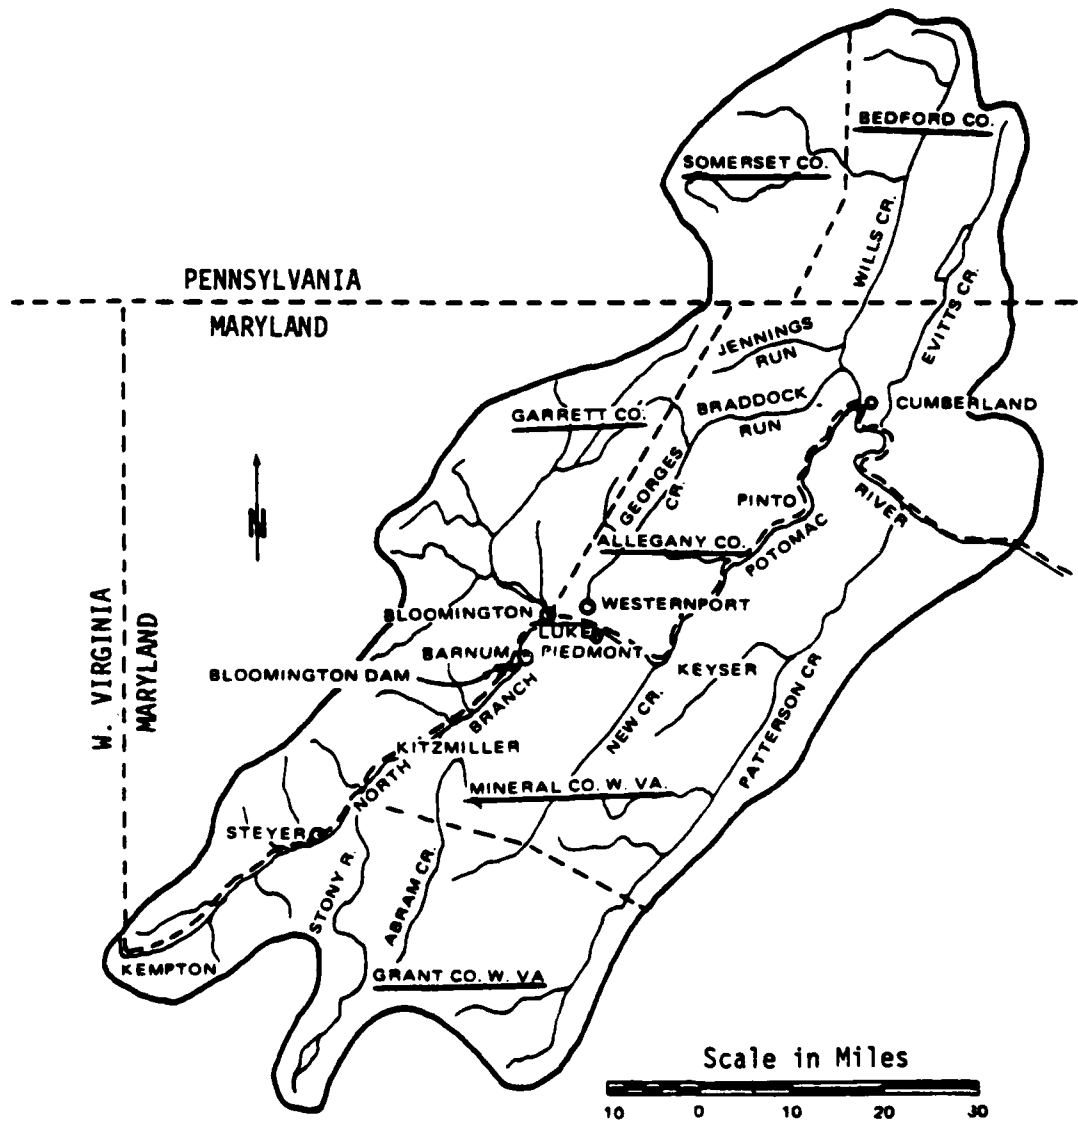 BEDFORD CO.
SOMERSET CO.
WILLS CR.
EVITTS CR.
PENNSYLVANIA
MARYLAND
JENNINGS
RUN
BRADDOCK
RUN
CUMBERLAND
GARRETT CO.
GEORGES
CR.
PINTO
RIVER
POTOMAC
ALLEGANY CO.
N
W. VIRGINIA
MARYLAND
BLOOMINGTON
WESTERNPORT
LUKE
BARNUM
PIEDMONT
BLOOMINGTON DAM
KEYSER
BRANCH
NEW CR.
PATTERSON CR
KITZMILLER
NORTH
MINERAL CO. W. VA.
STEYER
STONY R.
ABRAM CR.
KEMPTON
GRANT CO. W. VA
Scale in Miles
10 0 10 20 30